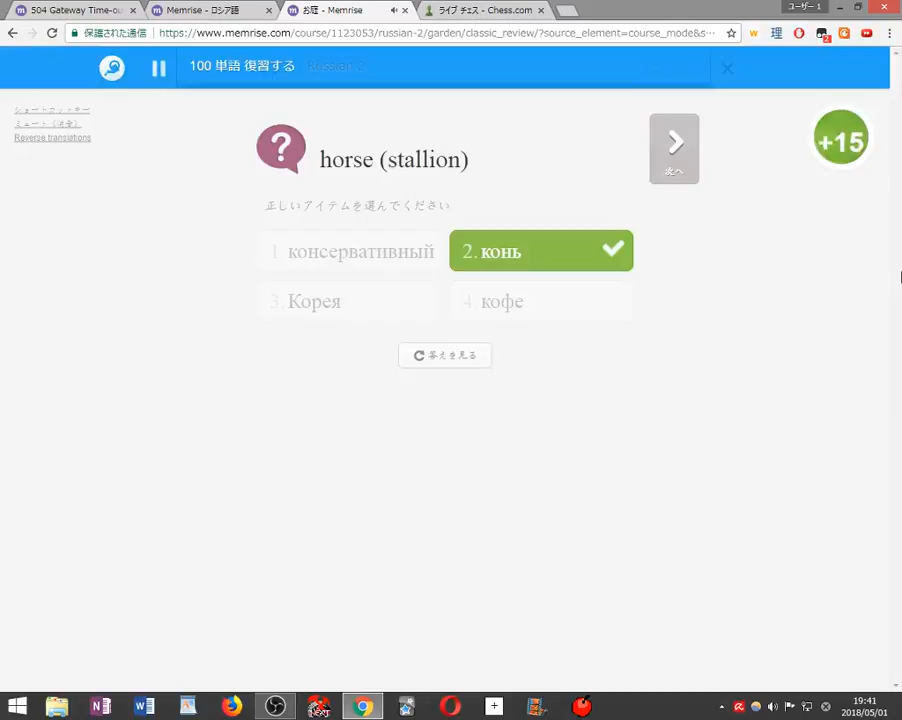 504 Gateway Time-ou
Memrise - ロシア語
お庭 - Memrise
ライブ チェス - Chess.com
ユーザー 1
保護された通信
https://www.memrise.com/course/1123053/russian-2/garden/classic_review/?source_element=course_mode&s…
100 単語 復習する Russian 2
ショートカットキー
ミュート（消音）
Reverse translations
horse (stallion)
次へ
+15
正しいアイテムを選んでください
1 консервативный
2. конь
3. Корея
4. кофе
答えを見る
19:41
2018/05/01